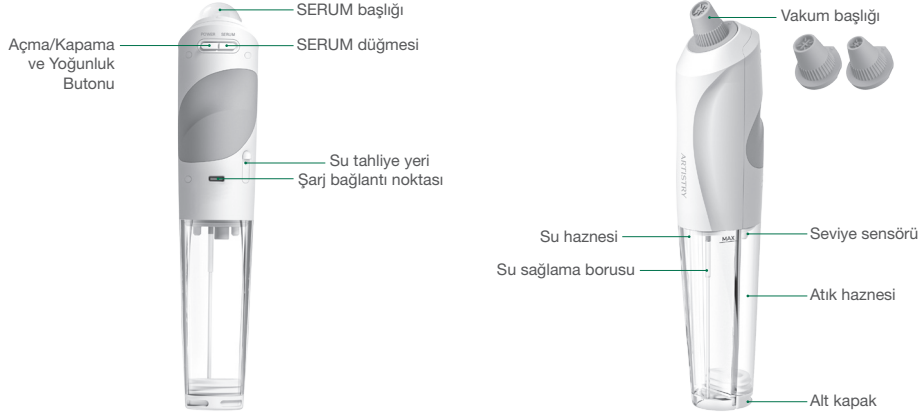 SERUM başlığı
POWER SERUM
Açma/Kapama
ve Yoğunluk
Butonu
SERUM düğmesi
Su tahliye yeri
Şarj bağlantı noktası
Vakum başlığı
ARTISTRY
Su haznesi
MAX
Seviye sensörü
Su sağlama borusu
Atık haznesi
Alt kapak